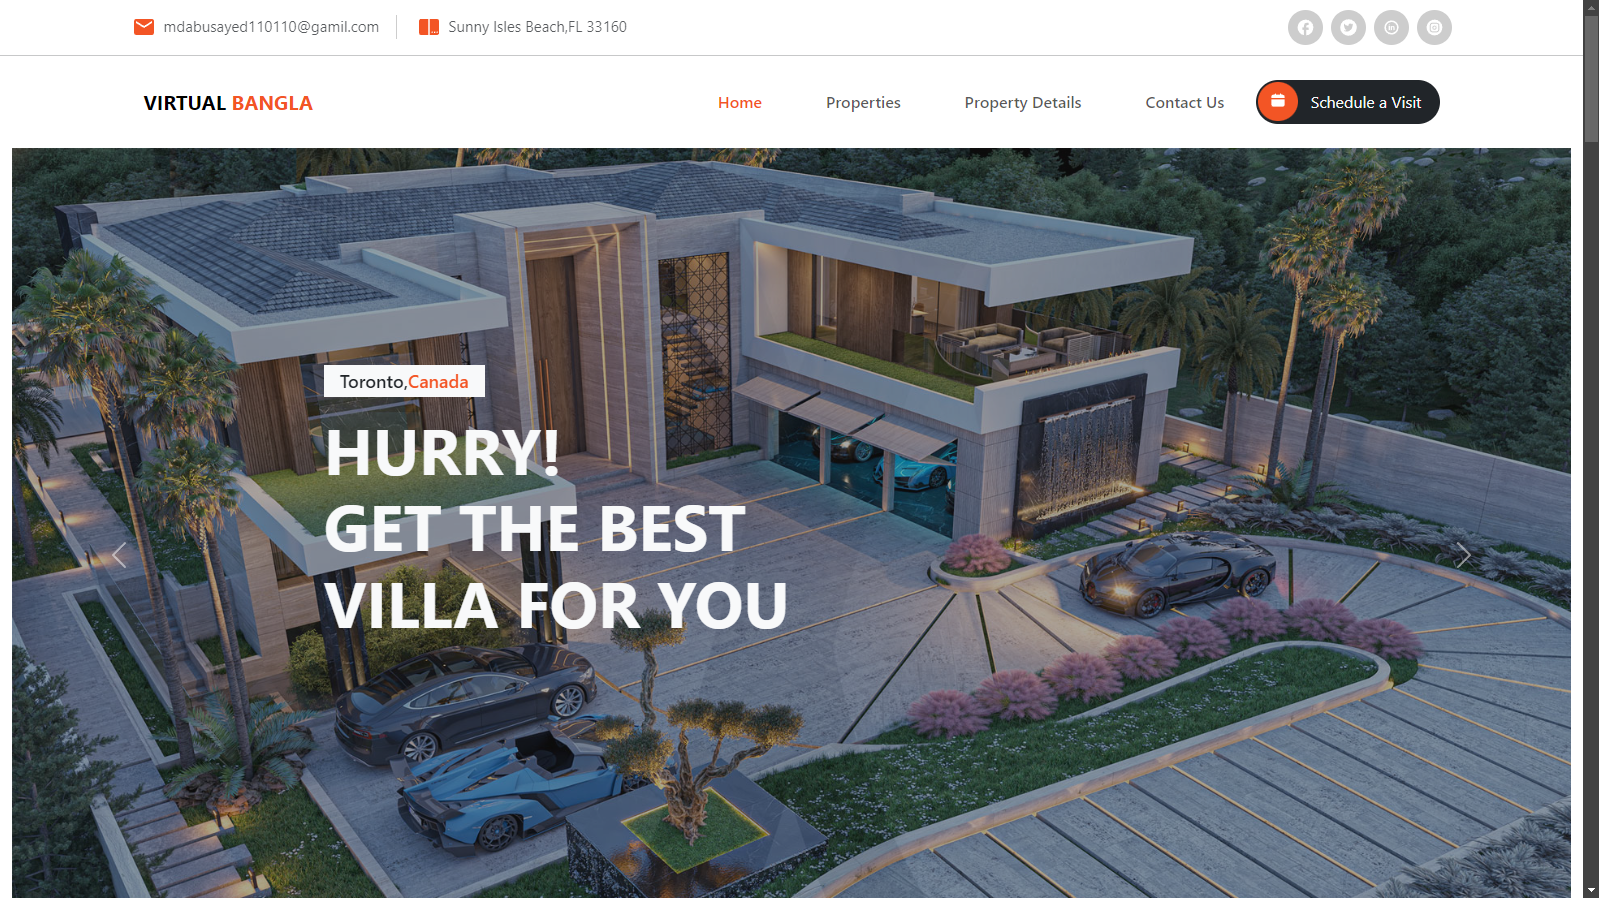 mdabusayed110110@gamil.com
Sunny Isles Beach,FL 33160
VIRTUAL BANGLA
Home
Properties
Property Details
Contact Us
Schedule a Visit
Toronto,Canada
HURRY!
GET THE BEST
VILLA FOR YOU